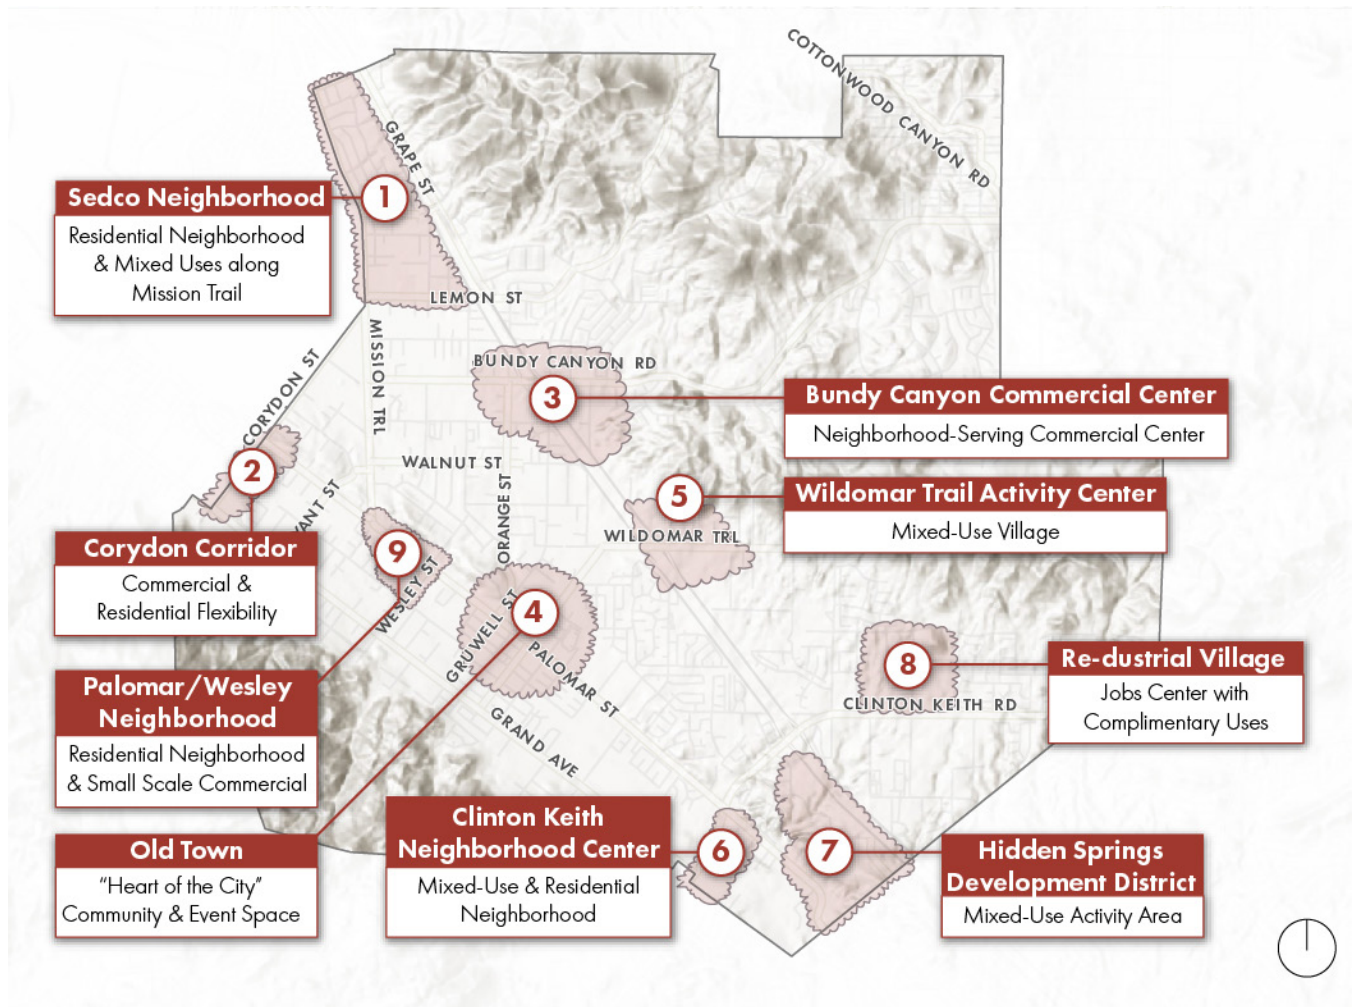 COTTONWOOD CANYON RD
GRAPE ST
1
Sedco Neighborhood
Residential Neighborhood
& Mixed Uses along
Mission Trail
LEMON ST
MISSION TRL
CORYDON ST
BUNDY CANYON RD
3
Bundy Canyon Commercial Center
Neighborhood-Serving Commercial Center
2
WALNUT ST
ORANGE ST
5
Wildomar Trail Activity Center
Mixed-Use Village
WILDOMAR TRL
VANT ST
Corydon Corridor
Commercial &
Residential Flexibility
9
WESLEY ST
4
GRUWELL ST
PALOMAR ST
8
Re-dustrial Village
Jobs Center with
Complimentary Uses
CLINTON KEITH RD
Palomar/Wesley
Neighborhood
Residential Neighborhood
& Small Scale Commercial
GRAND AVE
Old Town
“Heart of the City”
Community & Event Space
Clinton Keith
Neighborhood Center
Mixed-Use & Residential
Neighborhood
6
7
Hidden Springs
Development District
Mixed-Use Activity Area